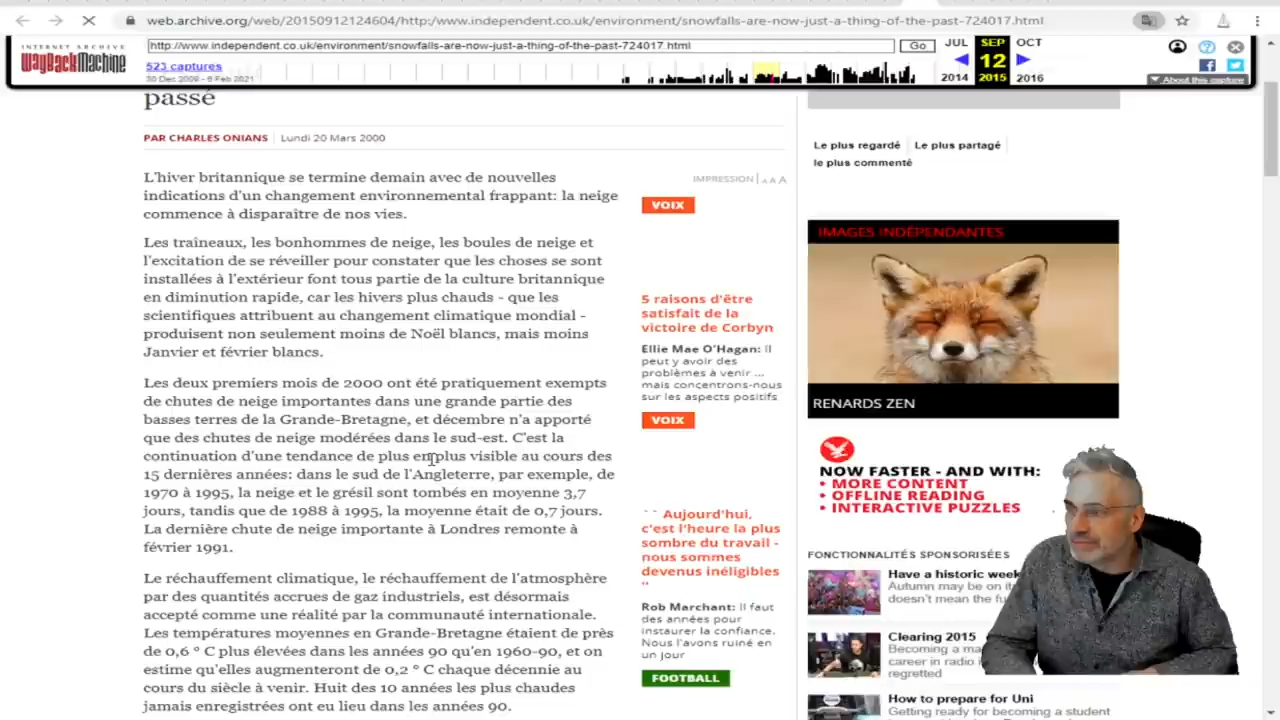 web.archive.org/web/20150912124604/http:/www.independent.co.uk/environment/snowfalls-are-now-just-a-thing-of-the-past-724017.html
INTERNET ARCHIVE
WayBackMachine
http://www.independent.co.uk/environment/snowfalls-are-now-just-a-thing-of-the-past-724017.html
Go
JUL SEP OCT
12
2014 2015 2016
523 captures
30 Dec 2009 - 6 Feb 2021
About this capture
passé
PAR CHARLES ONIANS Lundi 20 Mars 2000
L'hiver britannique se termine demain avec de nouvelles
indications d'un changement environnemental frappant: la neige
commence à disparaître de nos vies.
Les traîneaux, les bonhommes de neige, les boules de neige et
l'excitation de se réveiller pour constater que les choses se sont
installées à l'extérieur font tous partie de la culture britannique
en diminution rapide, car les hivers plus chauds - que les
scientifiques attribuent au changement climatique mondial -
produisent non seulement moins de Noël blancs, mais moins
Janvier et février blancs.
Les deux premiers mois de 2000 ont été pratiquement exempts
de chutes de neige importantes dans une grande partie des
basses terres de la Grande-Bretagne, et décembre n'a apporté
que des chutes de neige modérées dans le sud-est. C'est la
continuation d'une tendance de plus en plus visible au cours des
15 dernières années: dans le sud de l'Angleterre, par exemple, de
1970 à 1995, la neige et le grésil sont tombés en moyenne 3,7
jours, tandis que de 1988 à 1995, la moyenne était de 0,7 jours.
La dernière chute de neige importante à Londres remonte à
février 1991.
Le réchauffement climatique, le réchauffement de l'atmosphère
par des quantités accrues de gaz industriels, est désormais
accepté comme une réalité par la communauté internationale.
Les températures moyennes en Grande-Bretagne étaient de près
de 0,6 ° C plus élevées dans les années 90 qu'en 1960-90, et on
estime qu'elles augmenteront de 0,2 ° C chaque décennie au
cours du siècle à venir. Huit des 10 années les plus chaudes
jamais enregistrées ont eu lieu dans les années 90.
IMPRESSION A A A
VOIX
5 raisons d'être
satisfait de la
victoire de Corbyn
Ellie Mae O'Hagan: Il
peut y avoir des
problèmes à venir ...
mais concentrons-nous
sur les aspects positifs
VOIX
`` Aujourd'hui,
c'est l'heure la plus
sombre du travail -
nous sommes
devenus inéligibles
''
Rob Marchant: Il faut
des années pour
instaurer la confiance.
Nous l'avons ruiné en
un jour
FOOTBALL
Le plus regardé Le plus partagé
le plus commenté
IMAGES INDÉPENDANTES
RENARDS ZEN
NOW FASTER - AND WITH:
• MORE CONTENT
• OFFLINE READING
• INTERACTIVE PUZZLES
FONCTIONNALITÉS SPONSORISÉES
Have a historic week
Autumn may be on it
doesn't mean the fu
Clearing 2015
Becoming a ma
career in radio
regretted
How to prepare for Uni
Getting ready for becoming a student